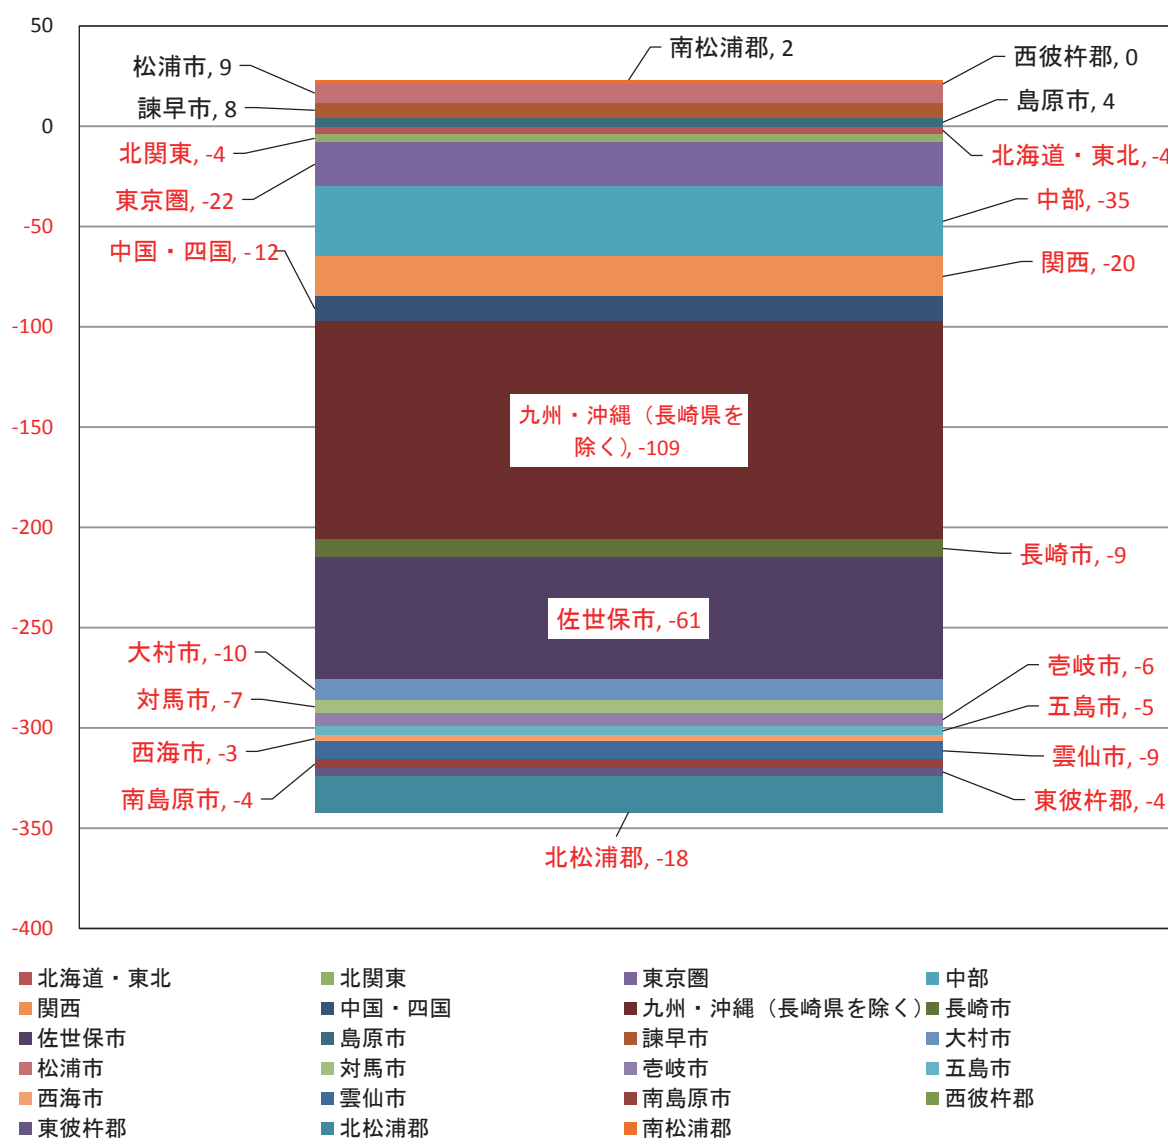 50
0
-50
-100
-150
-200
-250
-300
-350
-400
南松浦郡, 2
松浦市, 9
西彼杵郡, 0
諫早市, 8
島原市, 4
北関東, -4
北海道・東北, -4
東京圏, -22
中部, -35
中国・四国, -12
関西, -20
九州・沖縄（長崎県を
除く）, -109
長崎市, -9
佐世保市, -61
大村市, -10
壱岐市, -6
対馬市, -7
五島市, -5
西海市, -3
雲仙市, -9
南島原市, -4
東彼杵郡, -4
北松浦郡, -18
北海道・東北 北関東 東京圏 中部
関西 中国・四国 九州・沖縄（長崎県を除く） 長崎市
佐世保市 島原市 諫早市 大村市
松浦市 対馬市 壱岐市 五島市
西海市 雲仙市 南島原市 西彼杵郡
東彼杵郡 北松浦郡 南松浦郡